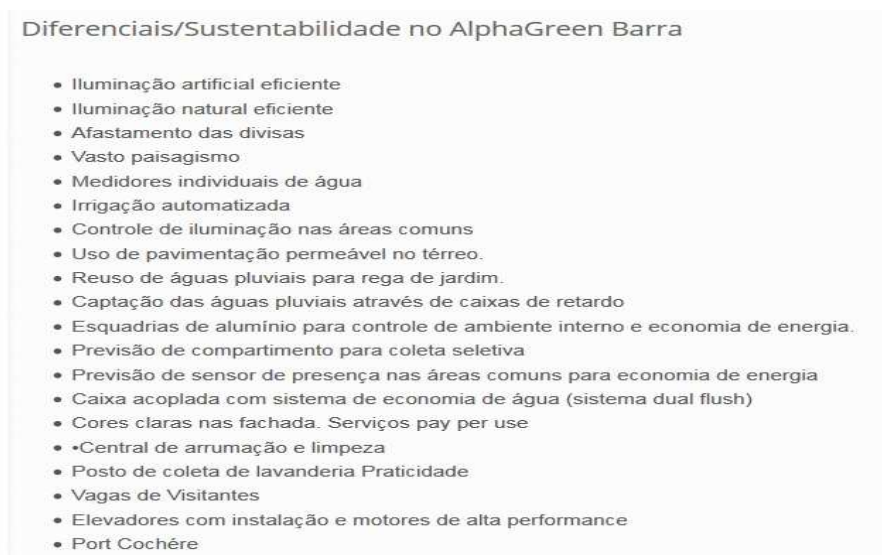 Diferenciais/Sustentabilidade no AlphaGreen Barra
• Iluminação artificial eficiente
• Iluminação natural eficiente
• Afastamento das divisas
• Vasto paisagismo
• Medidores individuais de água
• Irrigação automatizada
• Controle de iluminação nas áreas comuns
• Uso de pavimentação permeável no térreo.
• Reuso de águas pluviais para rega de jardim.
• Captação das águas pluviais através de caixas de retardo
• Esquadrias de alumínio para controle de ambiente interno e economia de energia.
• Previsão de compartimento para coleta seletiva
• Previsão de sensor de presença nas áreas comuns para economia de energia
• Caixa acoplada com sistema de economia de água (sistema dual flush)
• Cores claras nas fachada. Serviços pay per use
• •Central de arrumação e limpeza
• Posto de coleta de lavanderia Praticidade
• Vagas de Visitantes
• Elevadores com instalação e motores de alta performance
• Port Cochére